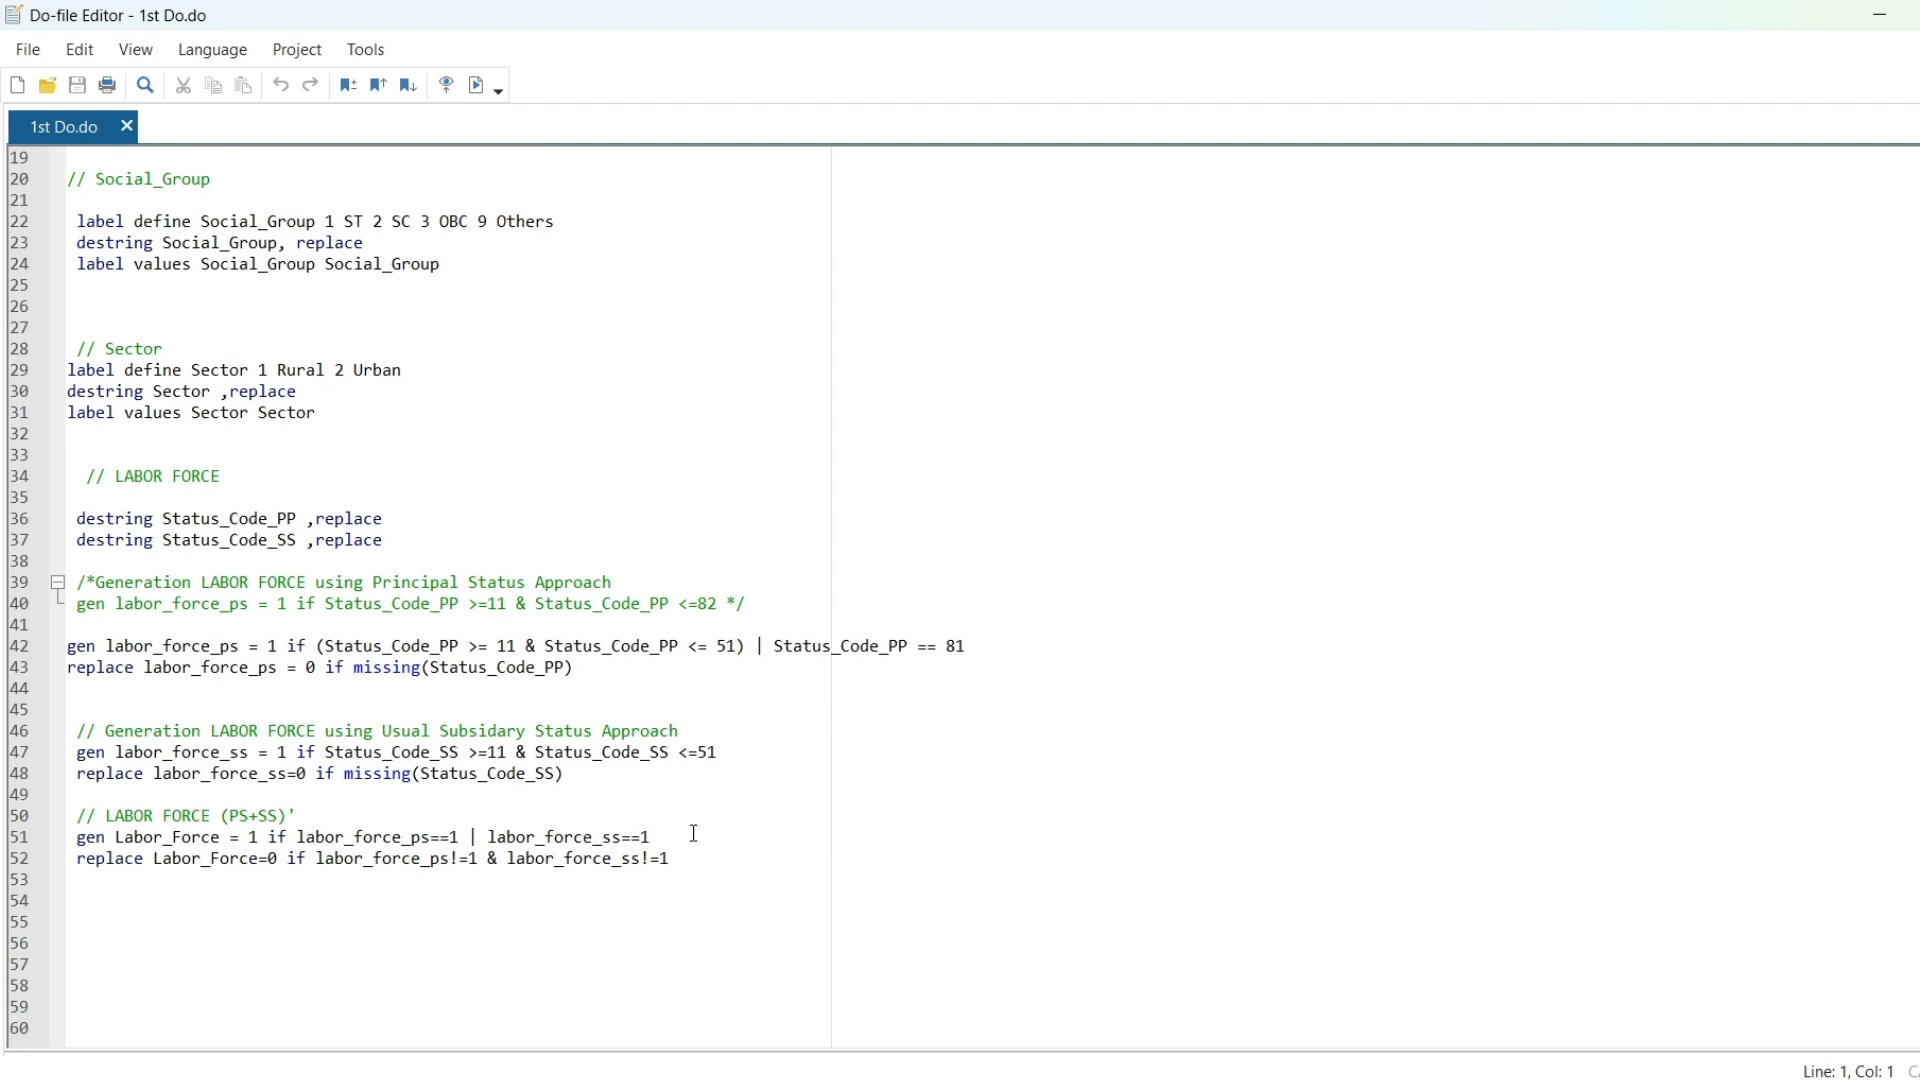 Do-file Editor - 1st Do.do
File Edit View Language Project Tools
1st Do.do
19
20 // Social_Group
21
22 label define Social_Group 1 ST 2 SC 3 OBC 9 Others
23 destring Social_Group, replace
24 label values Social_Group Social_Group
25
26
27
28 // Sector
29 label define Sector 1 Rural 2 Urban
30 destring Sector ,replace
31 label values Sector Sector
32
33
34 // LABOR FORCE
35
36 destring Status_Code_PP ,replace
37 destring Status_Code_SS ,replace
38
39 /*Generation LABOR FORCE using Principal Status Approach
40 gen labor_force_ps = 1 if Status_Code_PP >=11 & Status_Code_PP <=82 */
41
42 gen labor_force_ps = 1 if (Status_Code_PP >= 11 & Status_Code_PP <= 51) | Status_Code_PP == 81
43 replace labor_force_ps = 0 if missing(Status_Code_PP)
44
45
46 // Generation LABOR FORCE using Usual Subsidary Status Approach
47 gen labor_force_ss = 1 if Status_Code_SS >=11 & Status_Code_SS <=51
48 replace labor_force_ss=0 if missing(Status_Code_SS)
49
50 // LABOR FORCE (PS+SS)'
51 gen Labor_Force = 1 if labor_force_ps==1 | labor_force_ss==1
52 replace Labor_Force=0 if labor_force_ps!=1 & labor_force_ss!=1
53
54
55
56
57
58
59
60
Line: 1, Col: 1